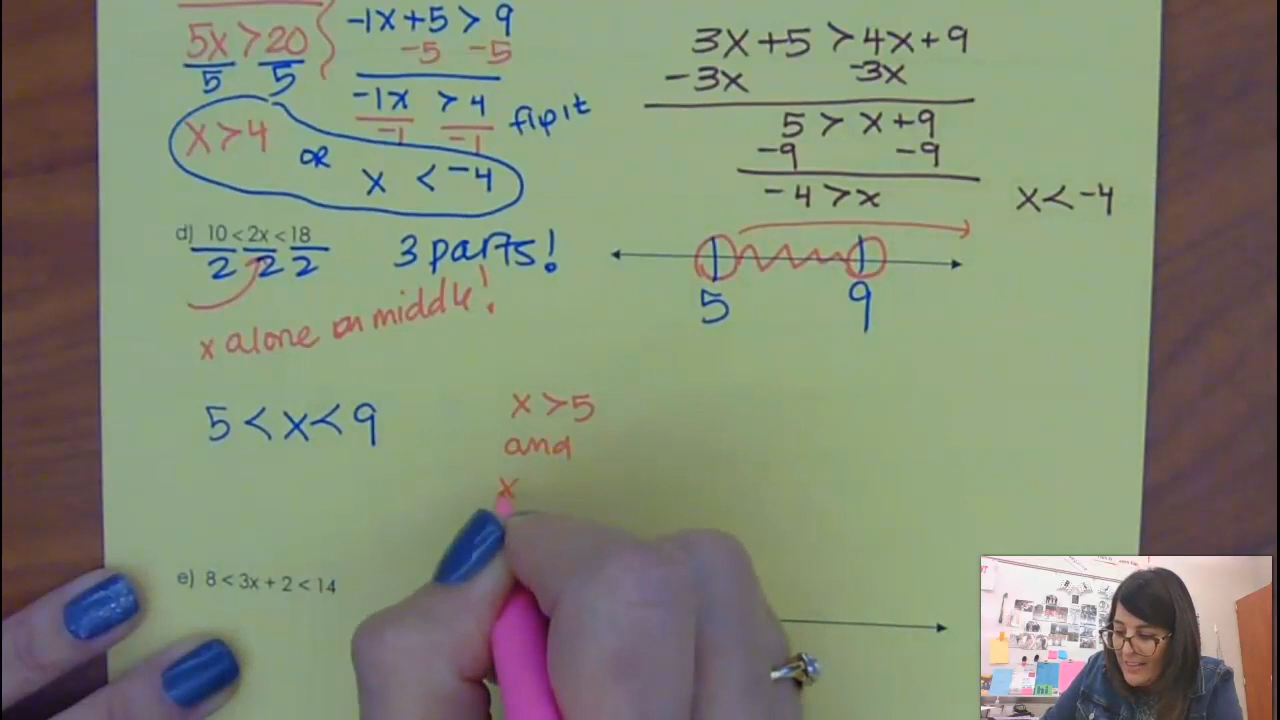 5x > 20
5 5
x > 4
OR
-1x + 5 > 9
-5 -5
-1x > 4
-1 -1
flip it
x < -4
3x + 5 > 4x + 9
-3x -3x
5 > x + 9
-9 -9
-4 > x
x < -4
d) 10 < 2x < 18
2 2 2
3 parts!
x alone in middle!
5 9
5 < x < 9
x > 5
and
x
e) 8 < 3x + 2 < 14
hi